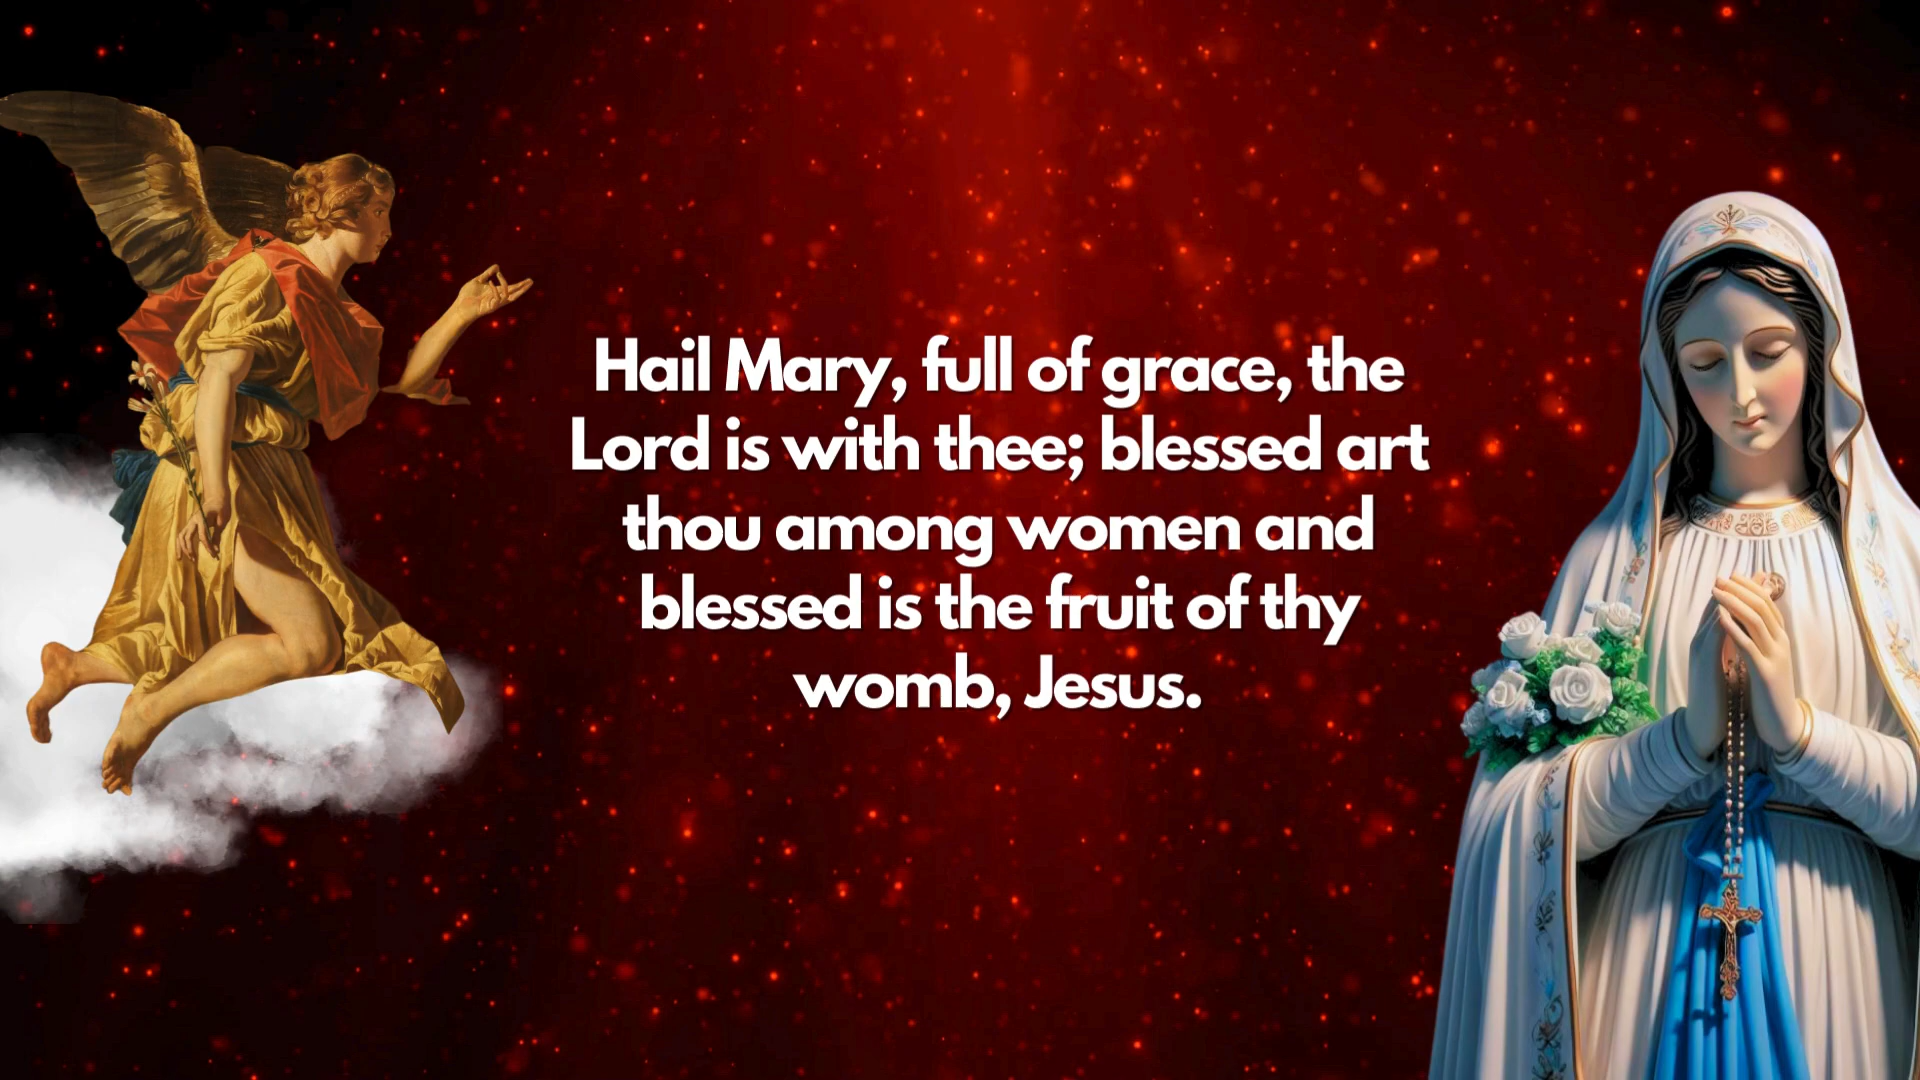 Hail Mary, full of grace, the
Lord is with thee; blessed art
thou among women and
blessed is the fruit of thy
womb, Jesus.